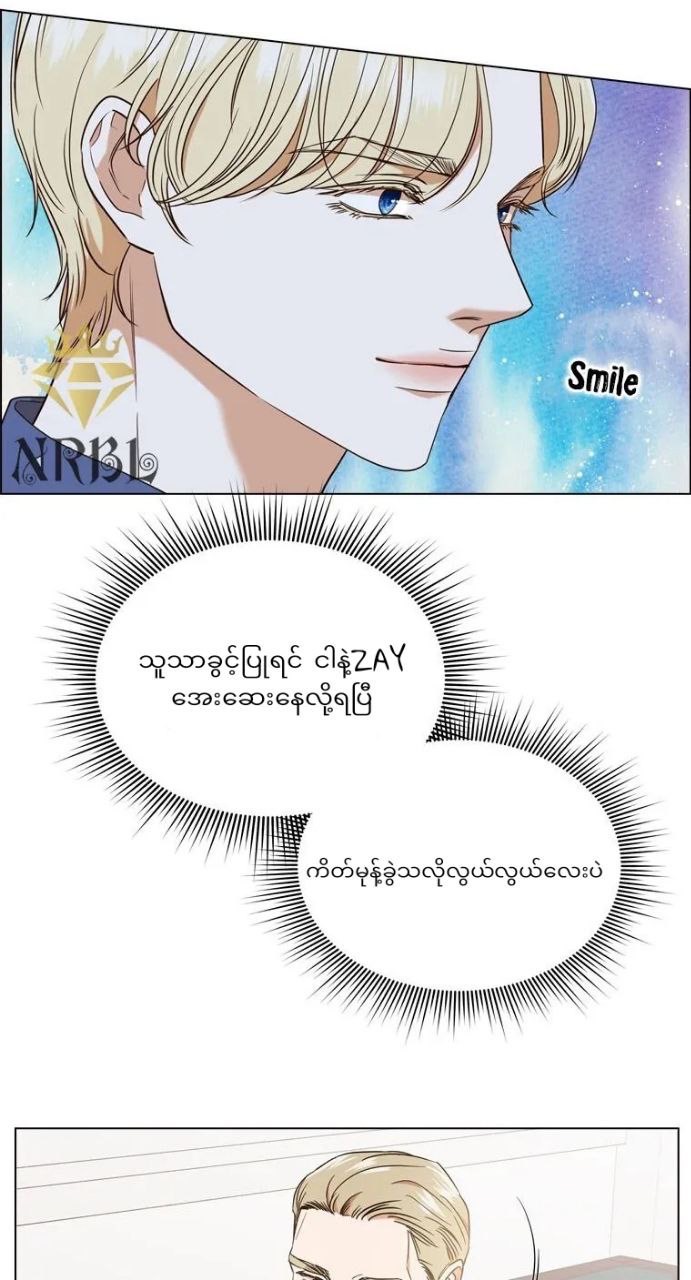 Smile
NRBL
သူသာခွင့်ပြုရင် ငါနဲ့ZAY
အေးဆေးနေလို့ရပြီ
ကိတ်မုန့်ခွဲသလိုလွယ်လွယ်လေးပဲ